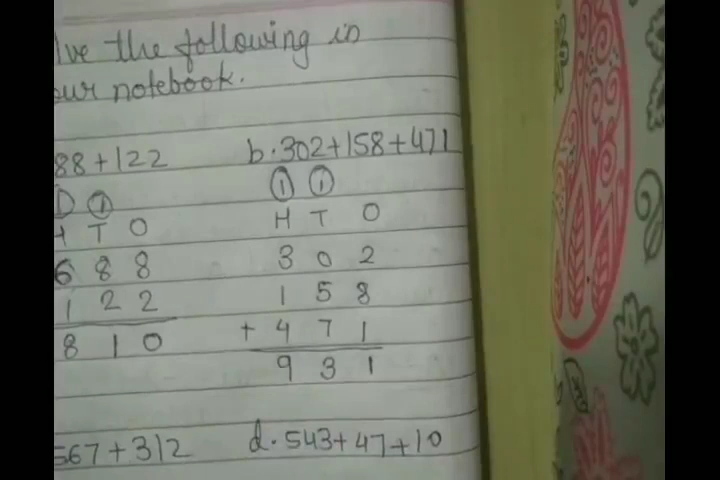 lve the following in
our notebook.
88+122 b. 302+158+471
① ① ① ①
H T O H T O
6 8 8 3 0 2
1 2 2 1 5 8
8 1 0 + 4 7 1
9 3 1
567+312 d. 543+47+10